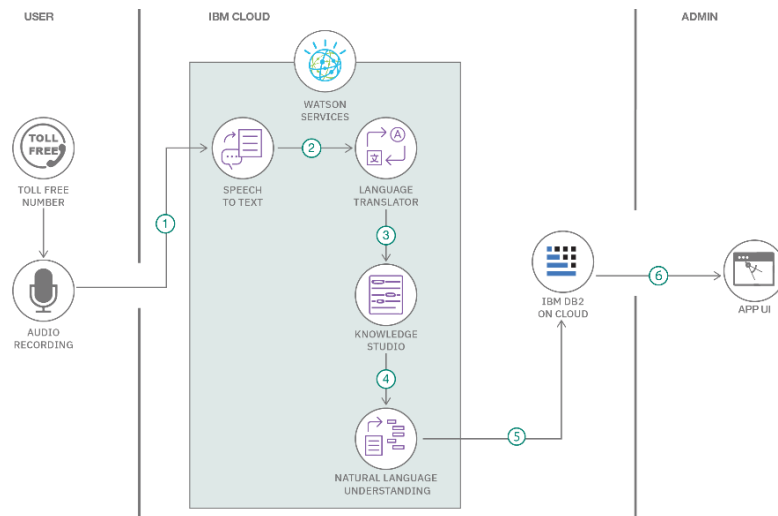 USER
IBM CLOUD
ADMIN
WATSON
SERVICES
TOLL
FREE
TOLL FREE
NUMBER
1
SPEECH
TO TEXT
2
A
文
LANGUAGE
TRANSLATOR
3
AUDIO
RECORDING
KNOWLEDGE
STUDIO
IBM DB2
ON CLOUD
6
APP UI
4
NATURAL LANGUAGE
UNDERSTANDING
5